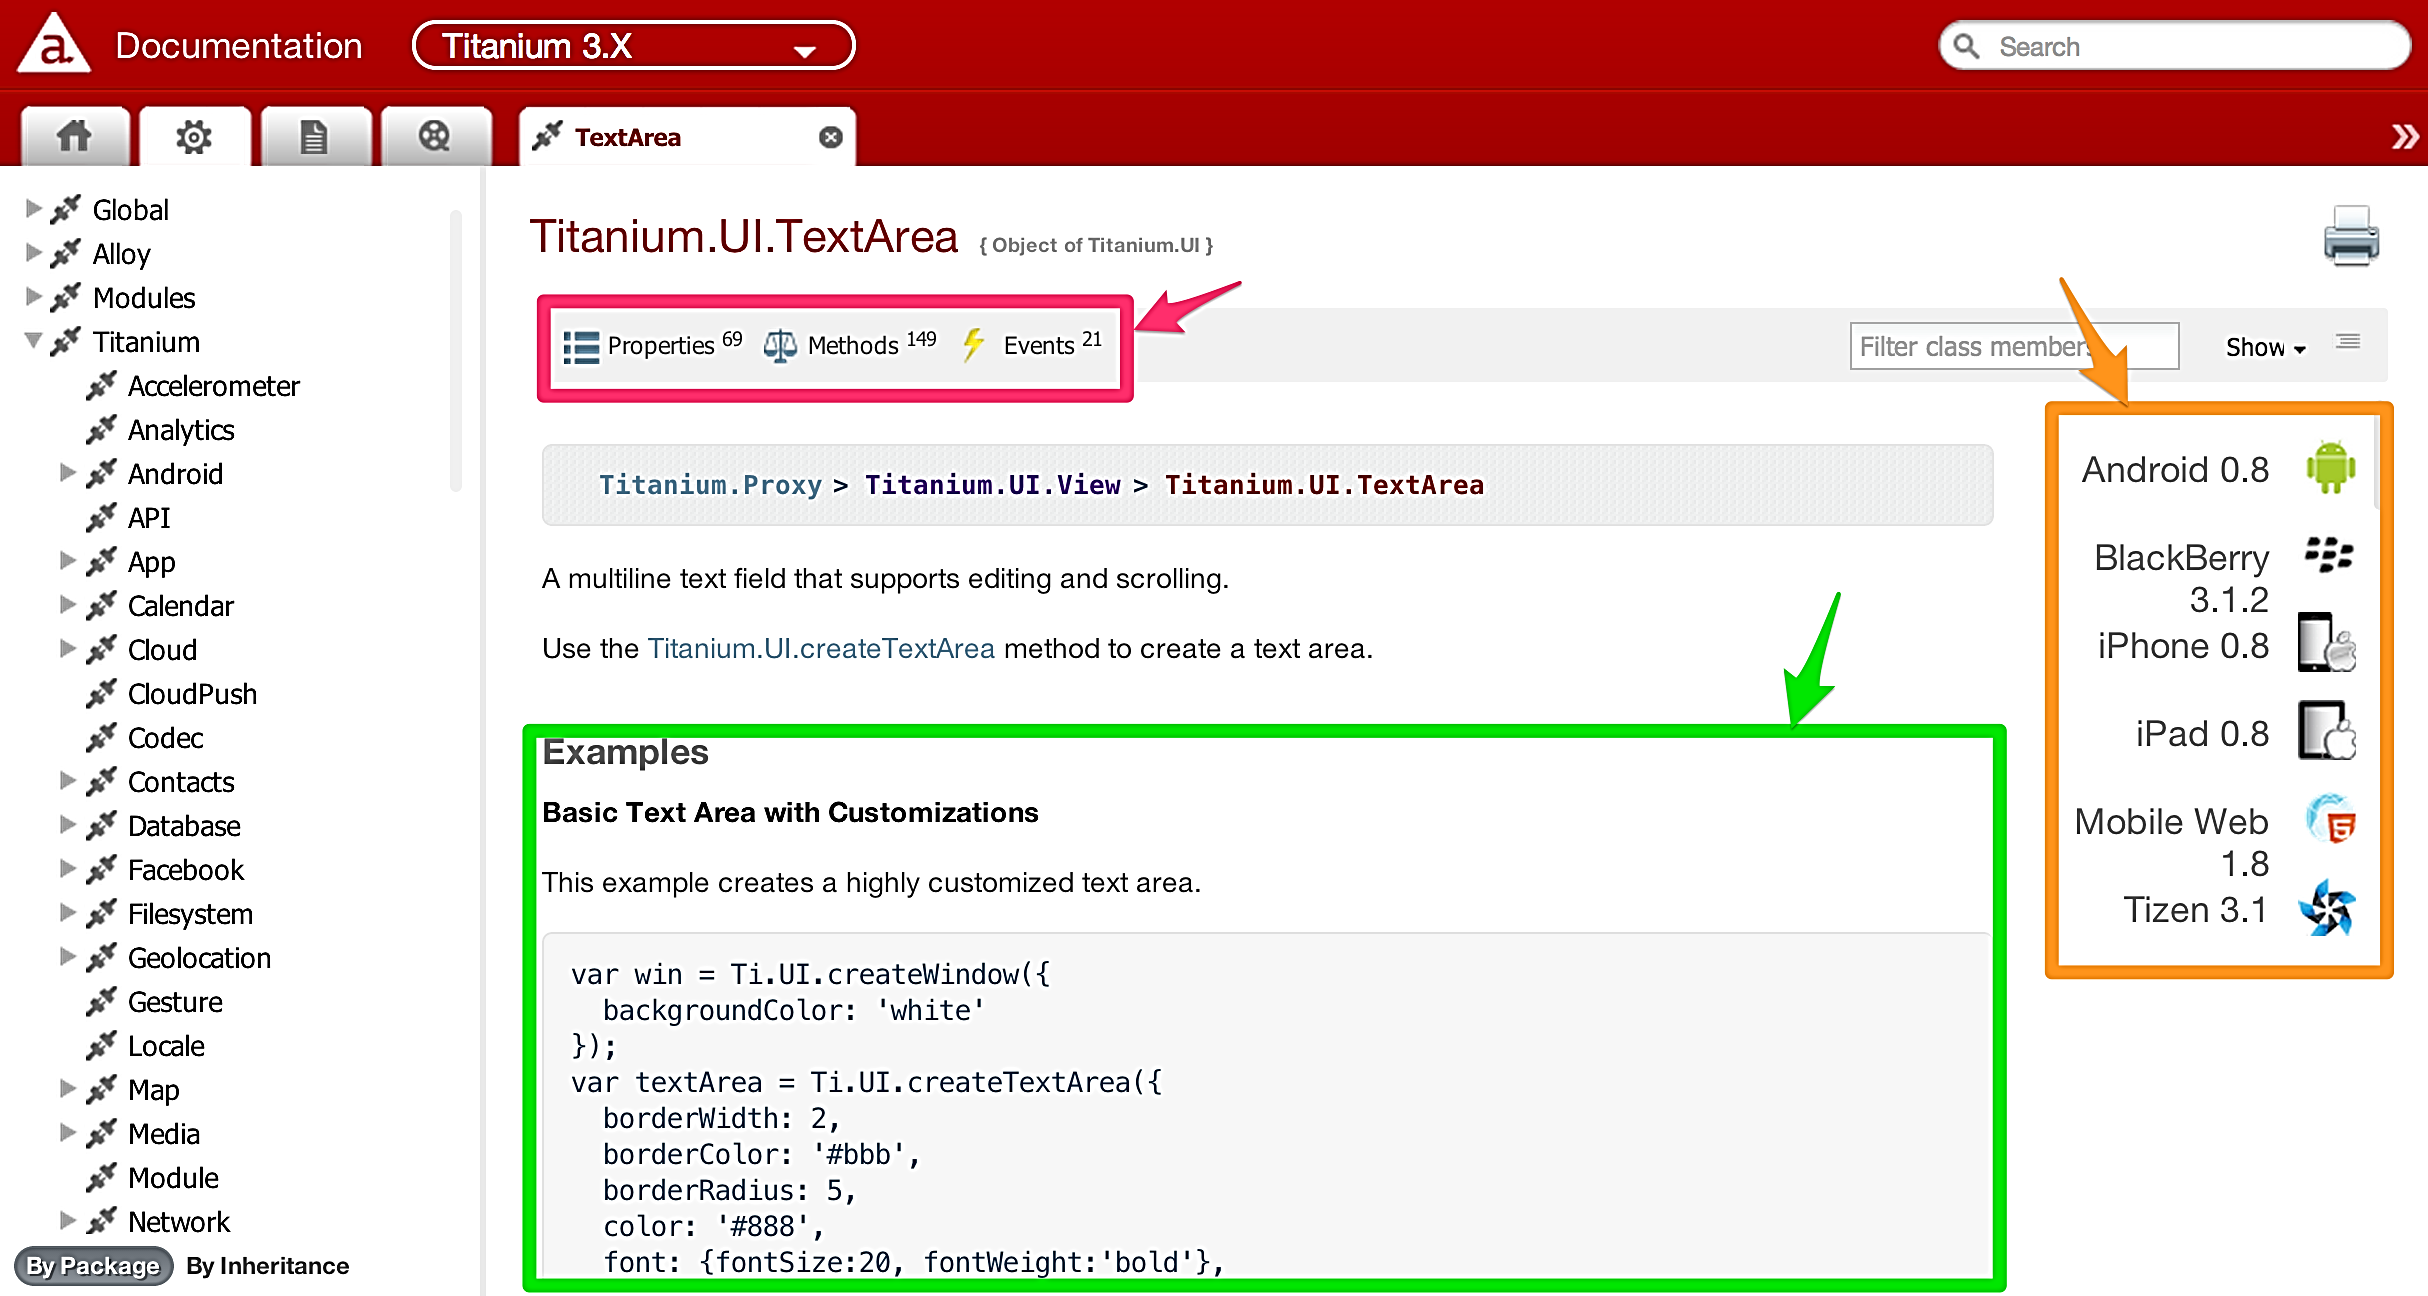 a.
Documentation
Titanium 3.X
Search
TextArea
Global
Alloy
Modules
Titanium
Accelerometer
Analytics
Android
API
App
Calendar
Cloud
CloudPush
Codec
Contacts
Database
Facebook
Filesystem
Geolocation
Gesture
Locale
Map
Media
Module
Network
By Package By Inheritance
Titanium.UI.TextArea { Object of Titanium.UI }
Properties 69 Methods 149 Events 21
Filter class members
Show
Titanium.Proxy > Titanium.UI.View > Titanium.UI.TextArea
A multiline text field that supports editing and scrolling.
Use the Titanium.UI.createTextArea method to create a text area.
Examples
Basic Text Area with Customizations
This example creates a highly customized text area.
var win = Ti.UI.createWindow({
  backgroundColor: 'white'
});
var textArea = Ti.UI.createTextArea({
  borderWidth: 2,
  borderColor: '#bbb',
  borderRadius: 5,
  color: '#888',
  font: {fontSize:20, fontWeight:'bold'},
Android 0.8
BlackBerry
3.1.2
iPhone 0.8
iPad 0.8
Mobile Web
1.8
5
Tizen 3.1